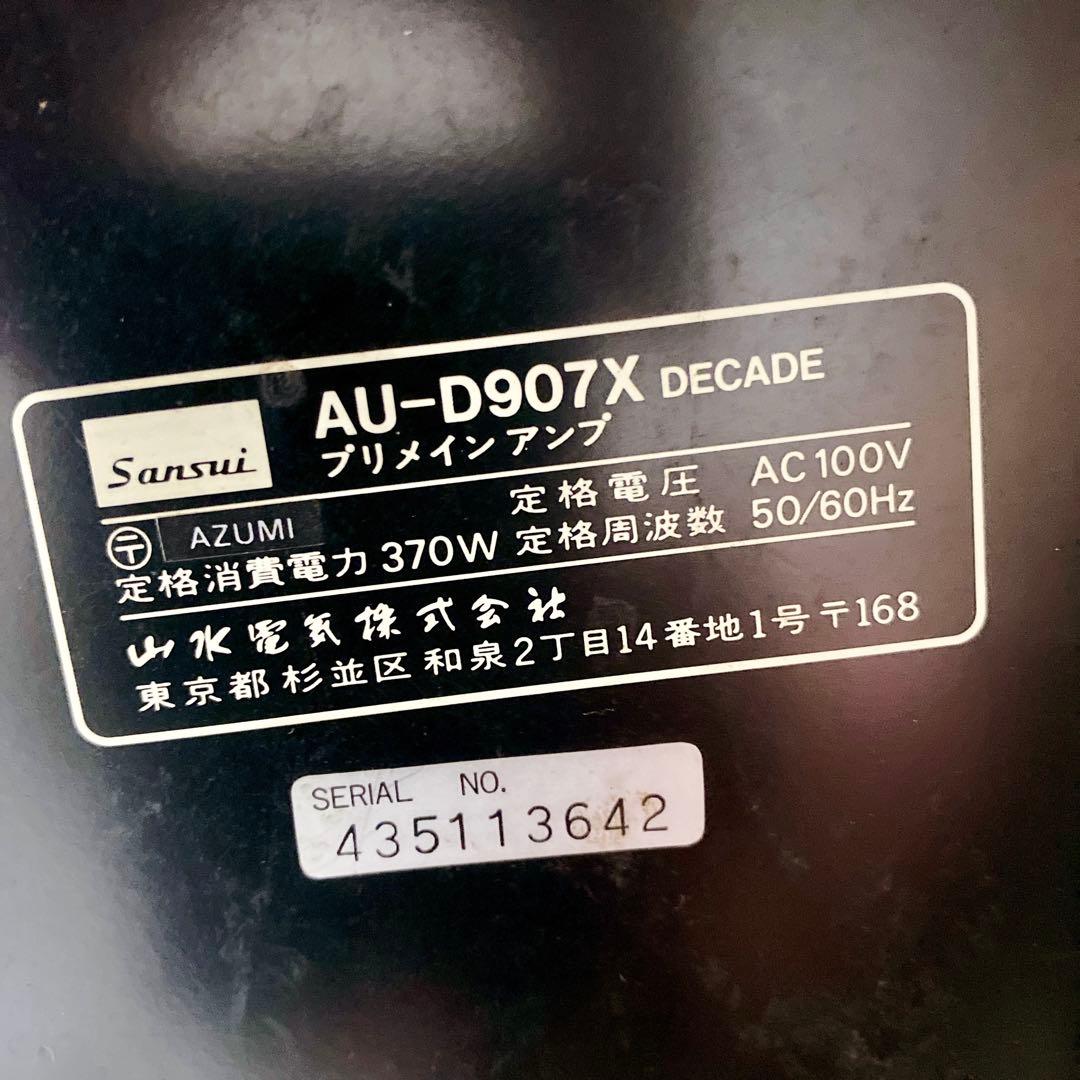 Sansui
AU-D907X DECADE
プリメインアンプ
〒 AZUMI
定格電圧 AC 100V
定格消費電力 370W 定格周波数 50/60Hz
山水電気株式会社
東京都杉並区和泉2丁目14番地1号 〒168
SERIAL NO.
435113642